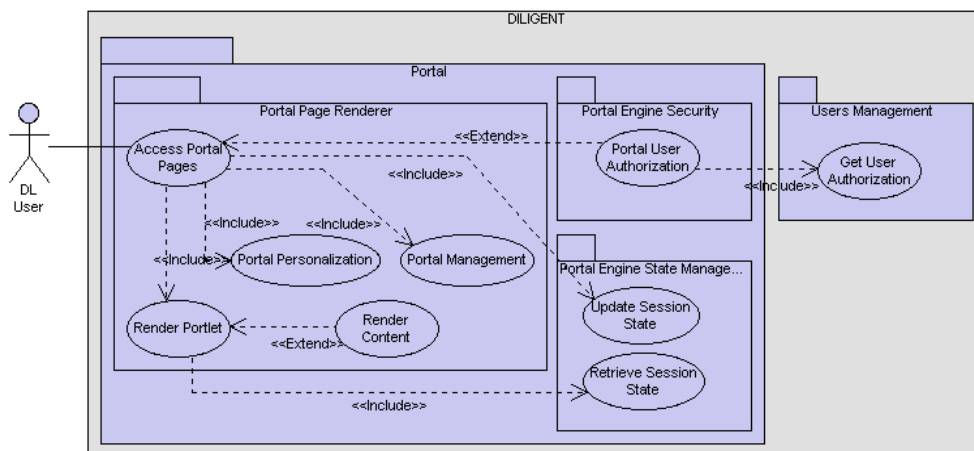 DILIGENT
Portal
Portal Page Renderer
Portal Engine Security
Users Management
<<Extend>>
Access Portal
Pages
Portal User
Authorization
Get User
Authorization
<<Include>>
<<Include>>
DL
User
<<Include>>
<<Include>>
Portal Personalization
Portal Management
<<Include>>
Portal Engine State Manage...
Update Session
State
Render Portlet
Render
Content
<<Extend>>
Retrieve Session
State
<<Include>>